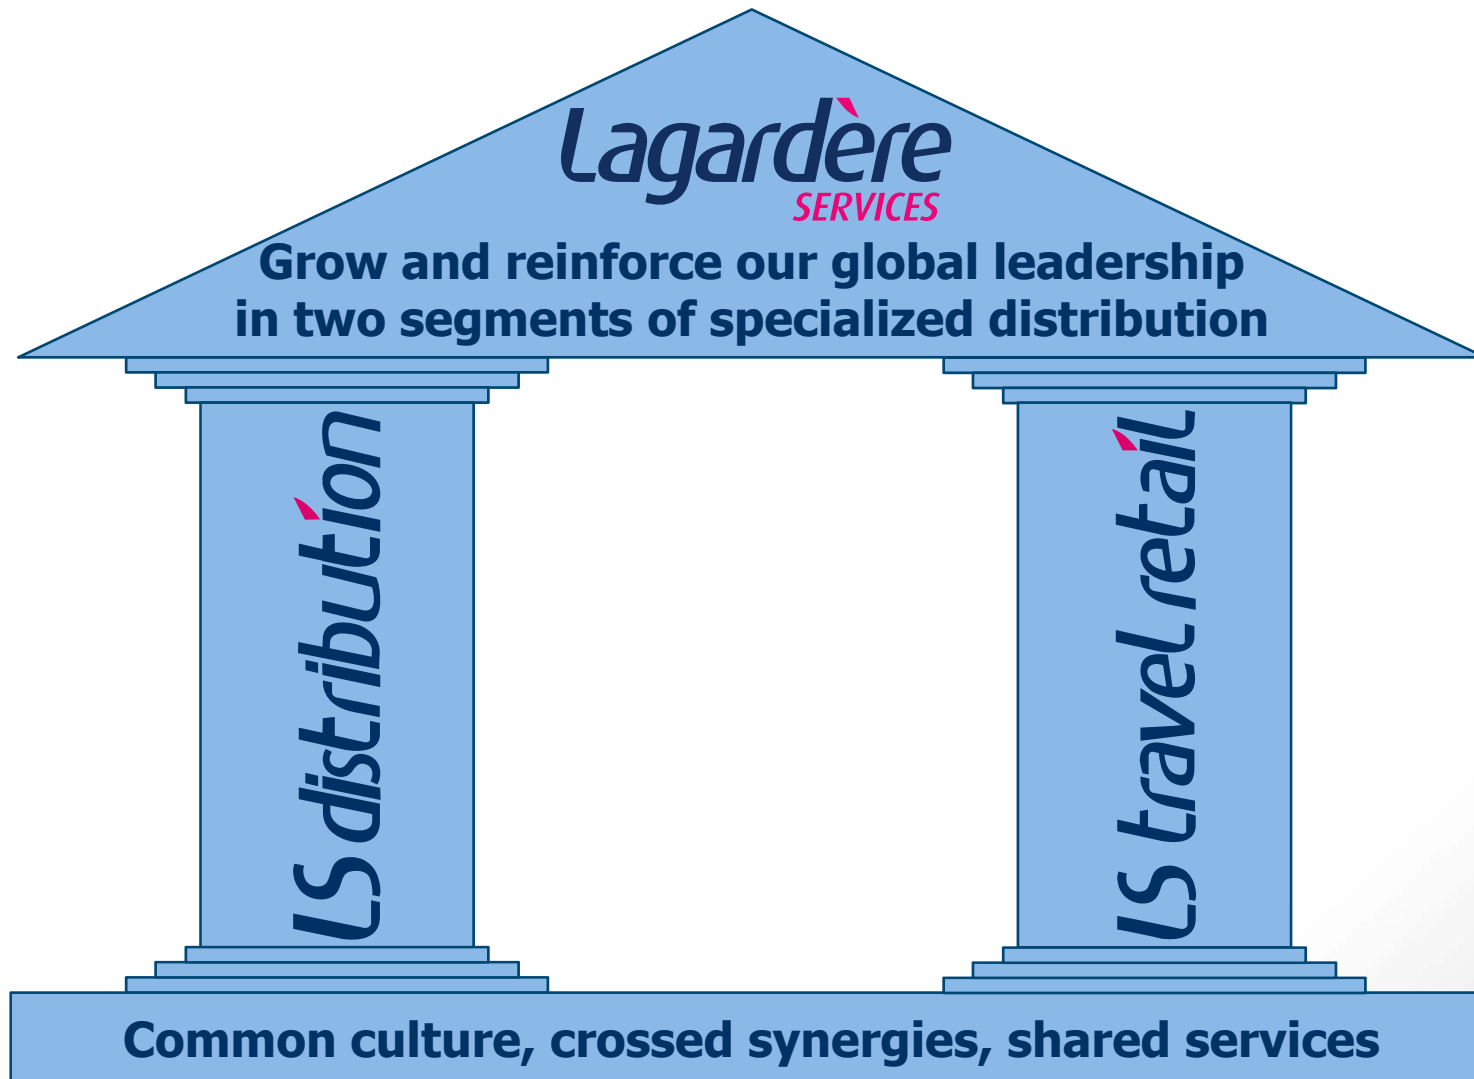 Lagardère
SERVICES
Grow and reinforce our global leadership
in two segments of specialized distribution
LS distribution
LS travel retail
Common culture, crossed synergies, shared services